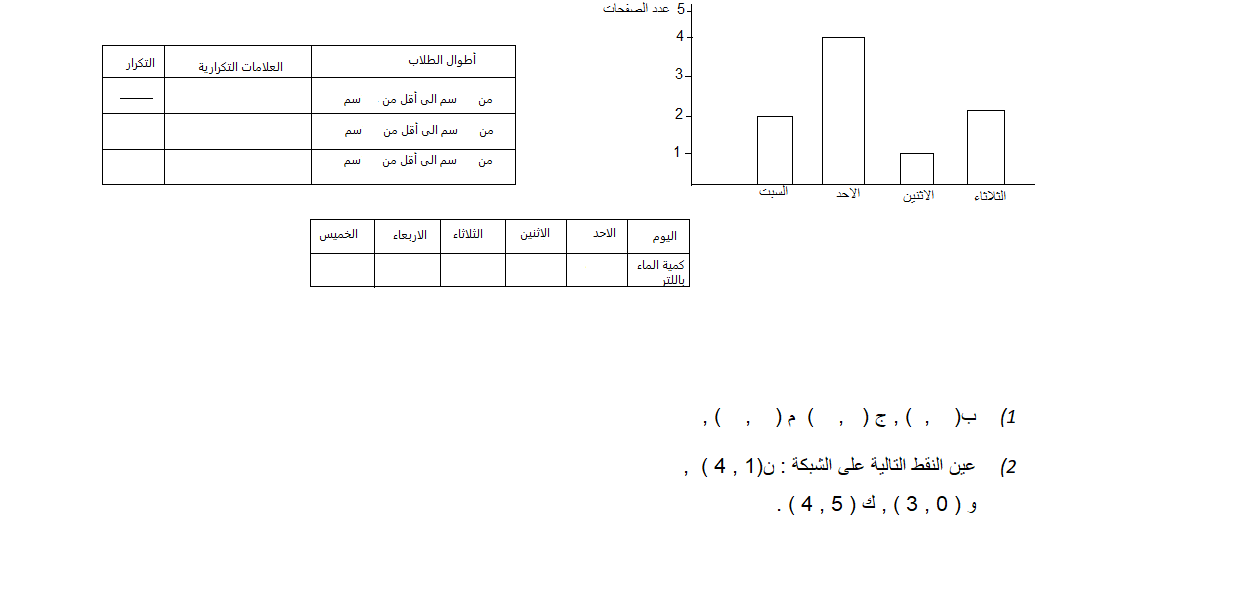 عدد الصفحات 5
4
3
2
1
السبت الاحد الاثنين الثلاثاء
أطوال الطلاب العلامات التكرارية التكرار
من سم الى أقل من سم
من سم الى أقل من سم
من سم الى أقل من سم
اليوم الاحد الاثنين الثلاثاء الاربعاء الخميس
كمية الماء
باللتر
1) ب( , ) , ج ( , ) م ( , ) ,
2) عين النقط التالية على الشبكة : ن(1 , 4 ) ,
و ( 0 , 3 ) , ك ( 5 , 4 ) .